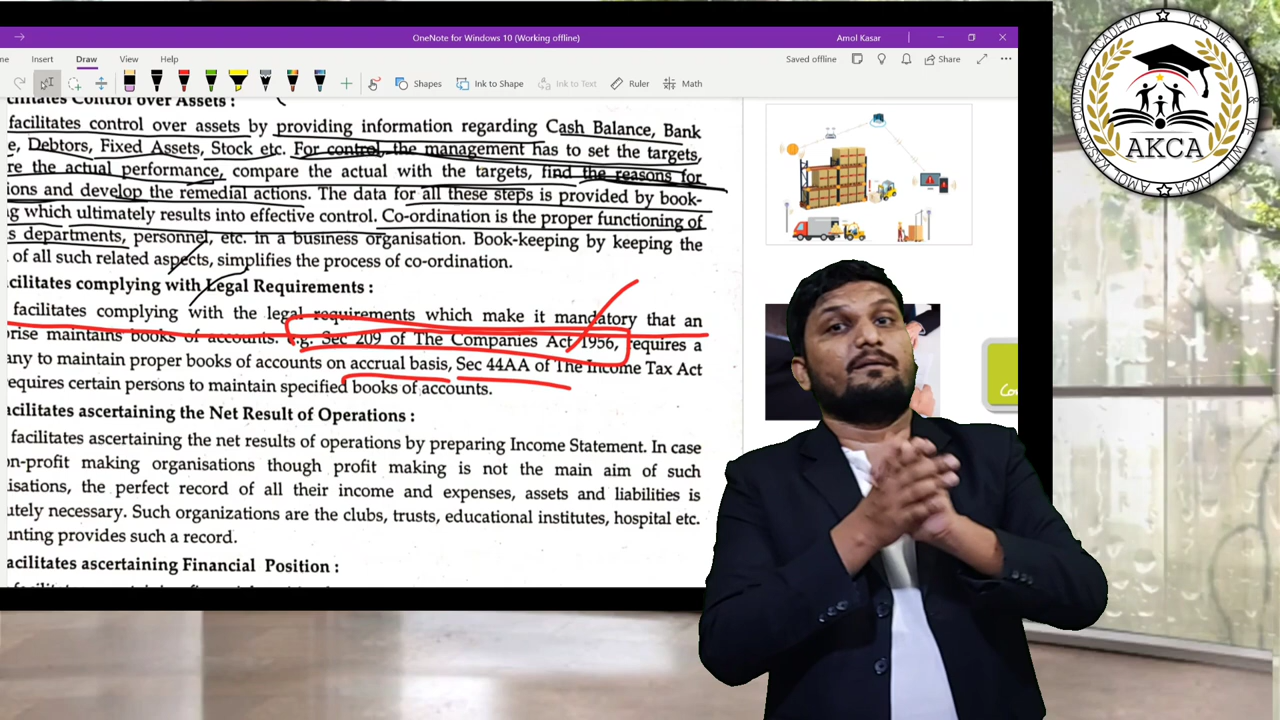 OneNote for Windows 10 (Working offline)
Amol Kasar
Insert
Draw
View
Help
Saved offline
Share
Shapes
Ink to Shape
Ink to Text
Ruler
Math
Control over Assets :
facilitates control over assets by providing information regarding Cash Balance, Bank
Debtors, Fixed Assets, Stock etc. For control, the management has to set the targets,
the actual performance, compare the actual with the targets, find the reasons for
and develop the remedial actions. The data for all these steps is provided by book-
which ultimately results into effective control. Co-ordination is the proper functioning of
departments, personnel, etc. in a business organisation. Book-keeping by keeping the
of all such related aspects, simplifies the process of co-ordination.
complying with Legal Requirements :
facilitates complying with the legal requirements which make it mandatory that an
maintains books of accounts. e.g. Sec 209 of The Companies Act 1956, requires a
to maintain proper books of accounts on accrual basis, Sec 44AA of The Income Tax Act
requires certain persons to maintain specified books of accounts.
ascertaining the Net Result of Operations :
facilitates ascertaining the net results of operations by preparing Income Statement. In case
making organisations though profit making is not the main aim of such
the perfect record of all their income and expenses, assets and liabilities is
necessary. Such organizations are the clubs, trusts, educational institutes, hospital etc.
provides such a record.
ascertaining Financial Position :
AMOL KASAR'S COMMERCE ACADEMY
YES WE CAN & WE WILL
AKCA
AKCA